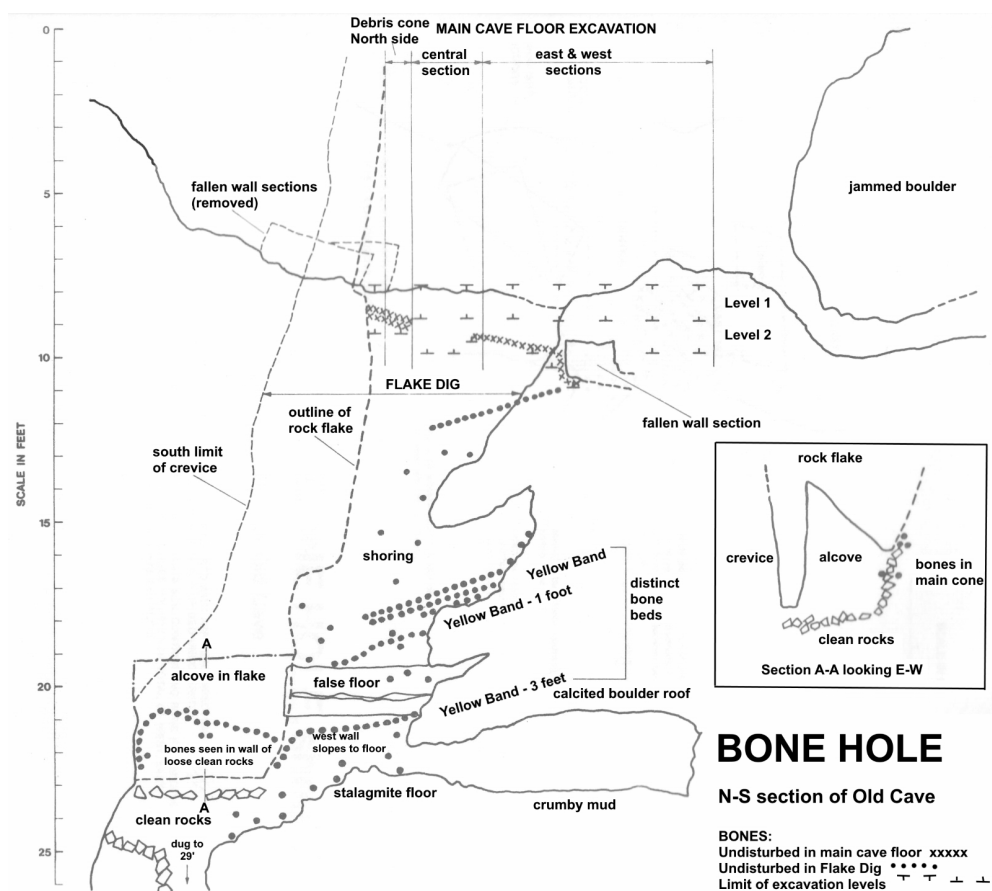 Debris cone
North side
MAIN CAVE FLOOR EXCAVATION
central
section
east & west
sections
0
5
10
15
20
25
SCALE IN FEET
fallen wall sections
(removed)
jammed boulder
Level 1
Level 2
FLAKE DIG
outline of
rock flake
fallen wall section
south limit
of crevice
shoring
Yellow Band
Yellow Band - 1 foot
distinct
bone
beds
A
alcove in flake
false floor
Yellow Band - 3 feet
calcited boulder roof
bones seen in wall of
loose clean rocks
west wall
slopes to floor
A
stalagmite floor
crumby mud
clean rocks
dug to
29'
rock flake
crevice
alcove
bones in
main cone
clean rocks
Section A-A looking E-W
BONE HOLE
N-S section of Old Cave
BONES:
Undisturbed in main cave floor xxxxx
Undisturbed in Flake Dig
Limit of excavation levels